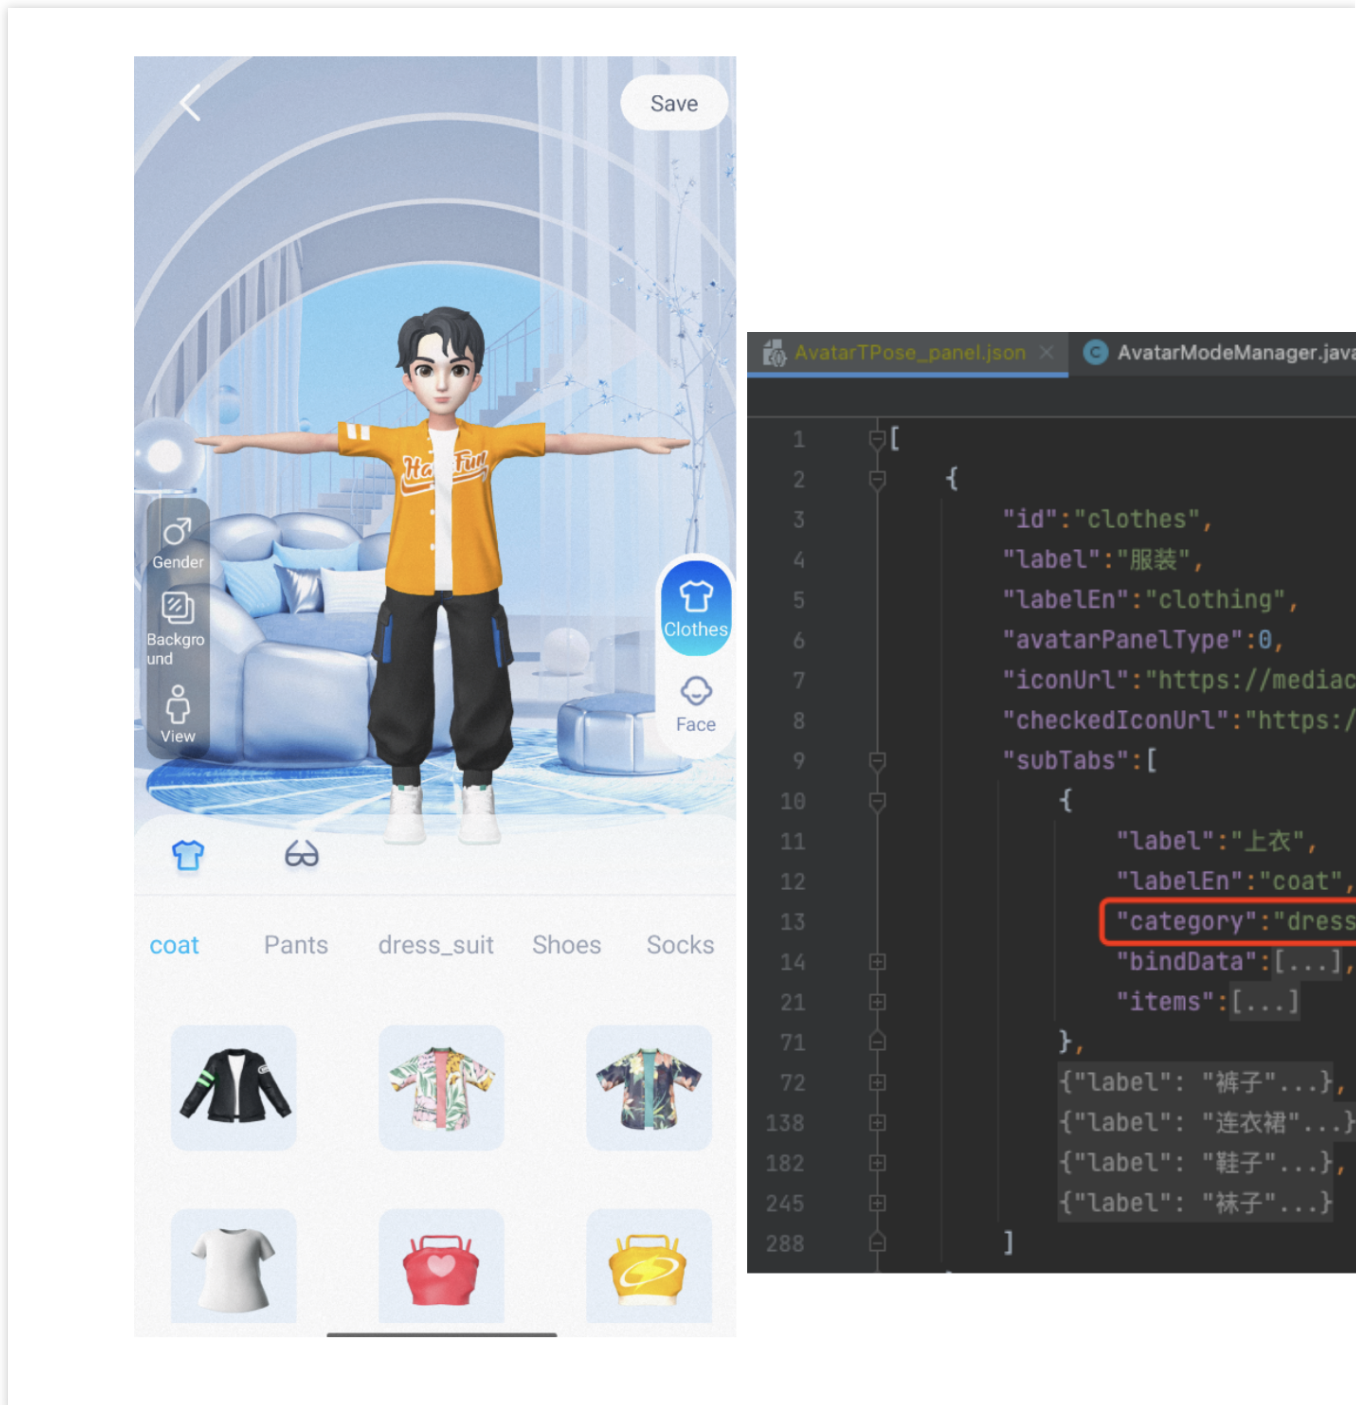 Save
Gender
Backgro
und
View
Clothes
Face
coat
Pants
dress_suit
Shoes
Socks
AvatarTPose_panel.json
AvatarModeManager.java
1 [
2 {
3 "id":"clothes",
4 "label":"服装",
5 "labelEn":"clothing",
6 "avatarPanelType":0,
7 "iconUrl":"https://mediac
8 "checkedIconUrl":"https:/
9 "subTabs":[
10 {
11 "label":"上衣",
12 "labelEn":"coat",
13 "category":"dress
14 "bindData":[...],
21 "items":[...]
71 },
72 {"label": "裤子"...},
138 {"label": "连衣裙"...}
182 {"label": "鞋子"...},
245 {"label": "袜子"...}
288 ]